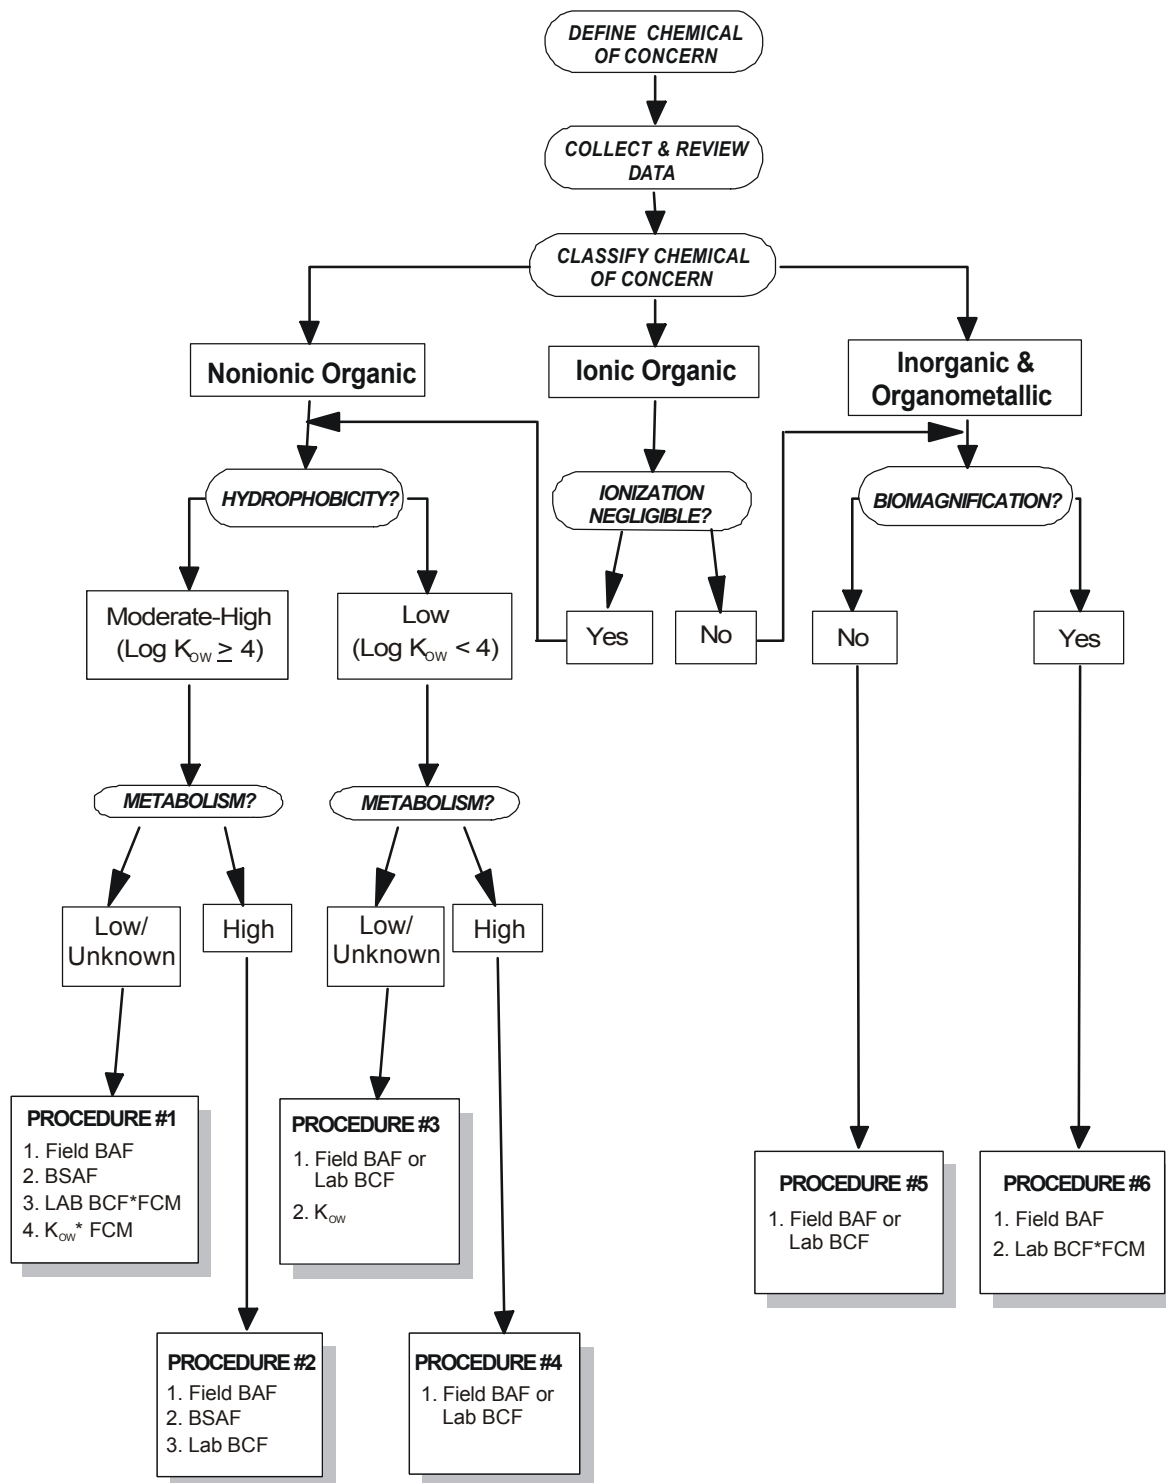 DEFINE CHEMICAL
OF CONCERN
COLLECT & REVIEW
DATA
CLASSIFY CHEMICAL
OF CONCERN
Nonionic Organic
Ionic Organic
Inorganic &
Organometallic
HYDROPHOBICITY?
IONIZATION
NEGLIGIBLE?
BIOMAGNIFICATION?
Moderate-High
(Log Kow ≥ 4)
Low
(Log Kow < 4)
Yes
No
No
Yes
METABOLISM?
METABOLISM?
Low/
Unknown
High
Low/
Unknown
High
PROCEDURE #1
1. Field BAF
2. BSAF
3. LAB BCF*FCM
4. Kow* FCM
PROCEDURE #3
1. Field BAF or
Lab BCF
2. Kow
PROCEDURE #5
1. Field BAF or
Lab BCF
PROCEDURE #6
1. Field BAF
2. Lab BCF*FCM
PROCEDURE #2
1. Field BAF
2. BSAF
3. Lab BCF
PROCEDURE #4
1. Field BAF or
Lab BCF